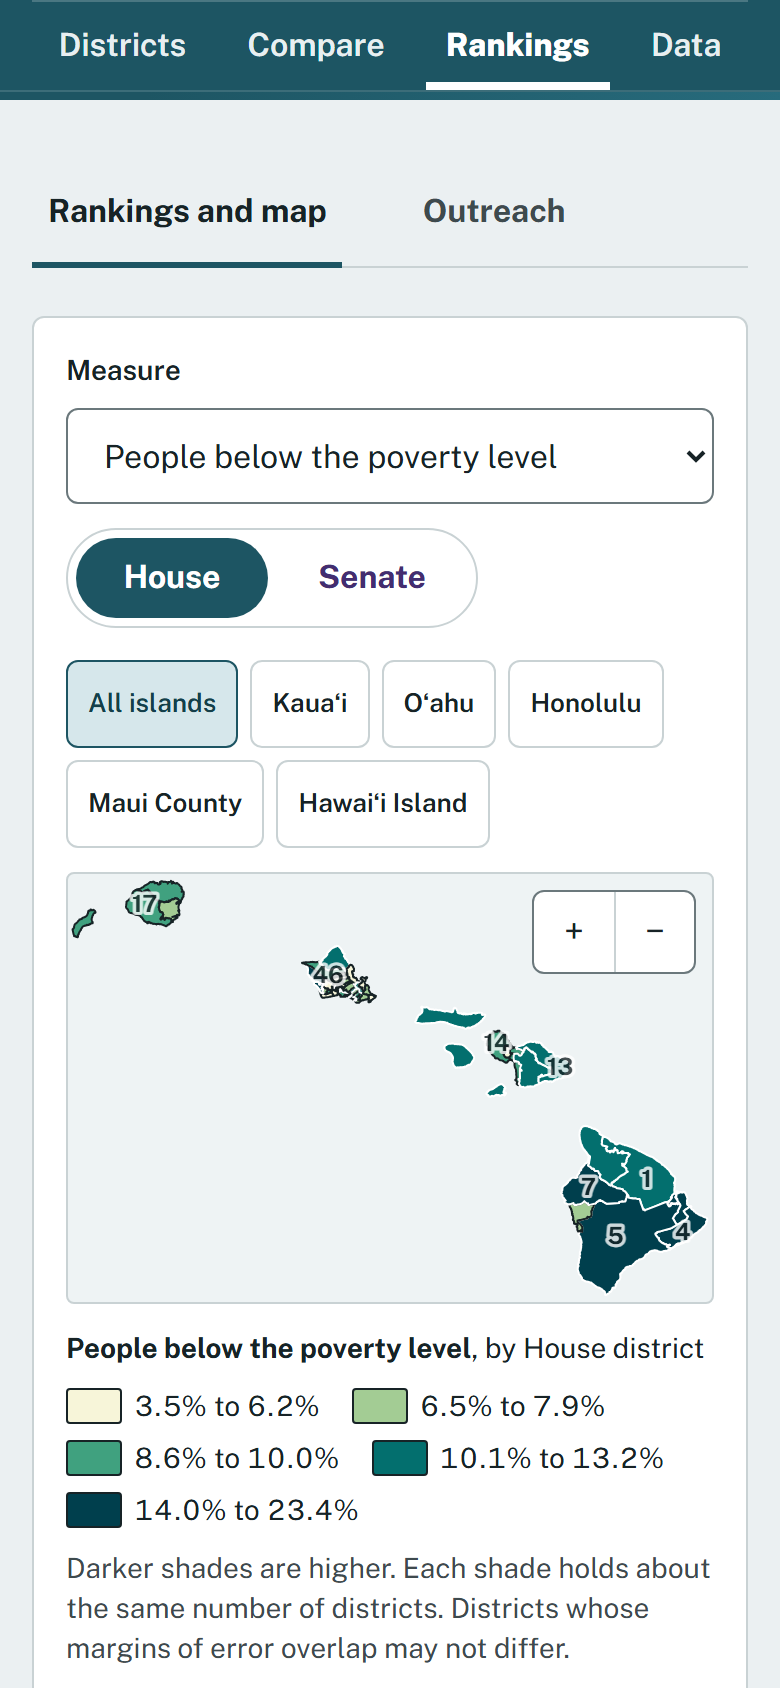 Districts Compare Rankings Data
Rankings and map Outreach
Measure
People below the poverty level
House Senate
All islands Kauaʻi Oʻahu Honolulu
Maui County Hawaiʻi Island
+ −
17
46
14
13
7
1
5
4
People below the poverty level, by House district
3.5% to 6.2% 6.5% to 7.9%
8.6% to 10.0% 10.1% to 13.2%
14.0% to 23.4%
Darker shades are higher. Each shade holds about
the same number of districts. Districts whose
margins of error overlap may not differ.